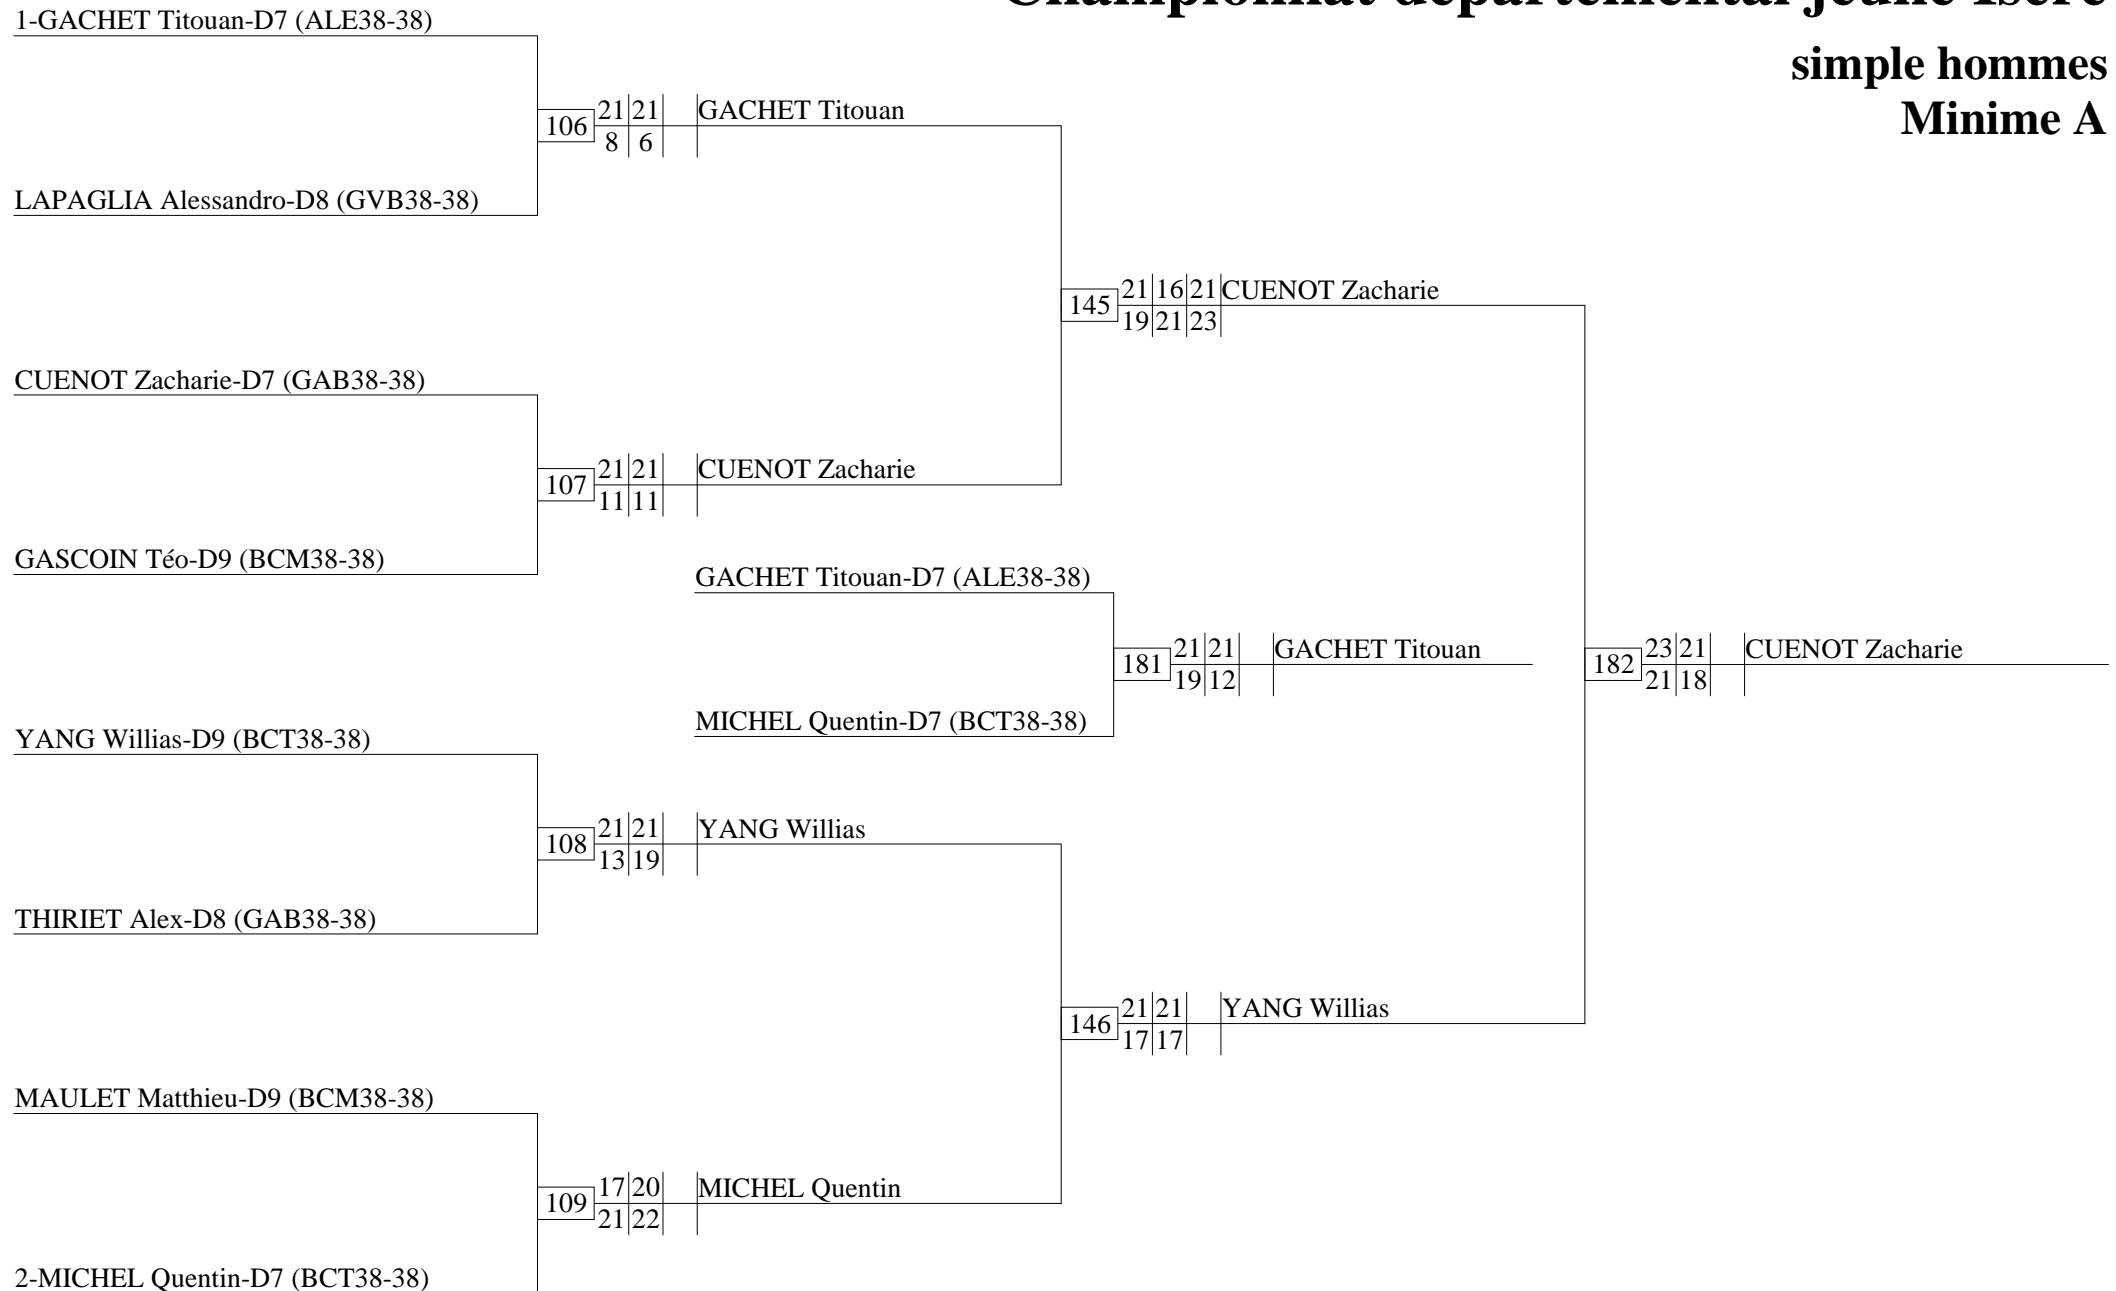 Championnat départemental jeune Isère
simple hommes
Minime A
1-GACHET Titouan-D7 (ALE38-38)
106
21 21
8 6
GACHET Titouan
LAPAGLIA Alessandro-D8 (GVB38-38)
145
21 16 21
19 21 23
CUENOT Zacharie
CUENOT Zacharie-D7 (GAB38-38)
107
21 21
11 11
CUENOT Zacharie
GASCOIN Téo-D9 (BCM38-38)
GACHET Titouan-D7 (ALE38-38)
181
21 21
19 12
GACHET Titouan
MICHEL Quentin-D7 (BCT38-38)
182
23 21
21 18
CUENOT Zacharie
YANG Willias-D9 (BCT38-38)
108
21 21
13 19
YANG Willias
THIRIET Alex-D8 (GAB38-38)
146
21 21
17 17
YANG Willias
MAULET Matthieu-D9 (BCM38-38)
109
17 20
21 22
MICHEL Quentin
2-MICHEL Quentin-D7 (BCT38-38)